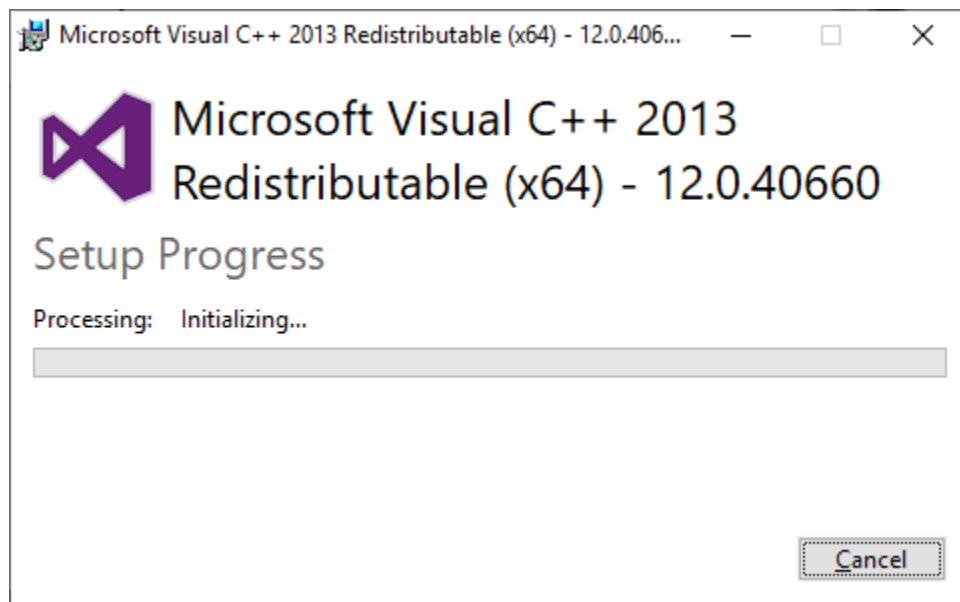 Microsoft Visual C++ 2013 Redistributable (x64) - 12.0.406...
Microsoft Visual C++ 2013
Redistributable (x64) - 12.0.40660
Setup Progress
Processing: Initializing...
Cancel